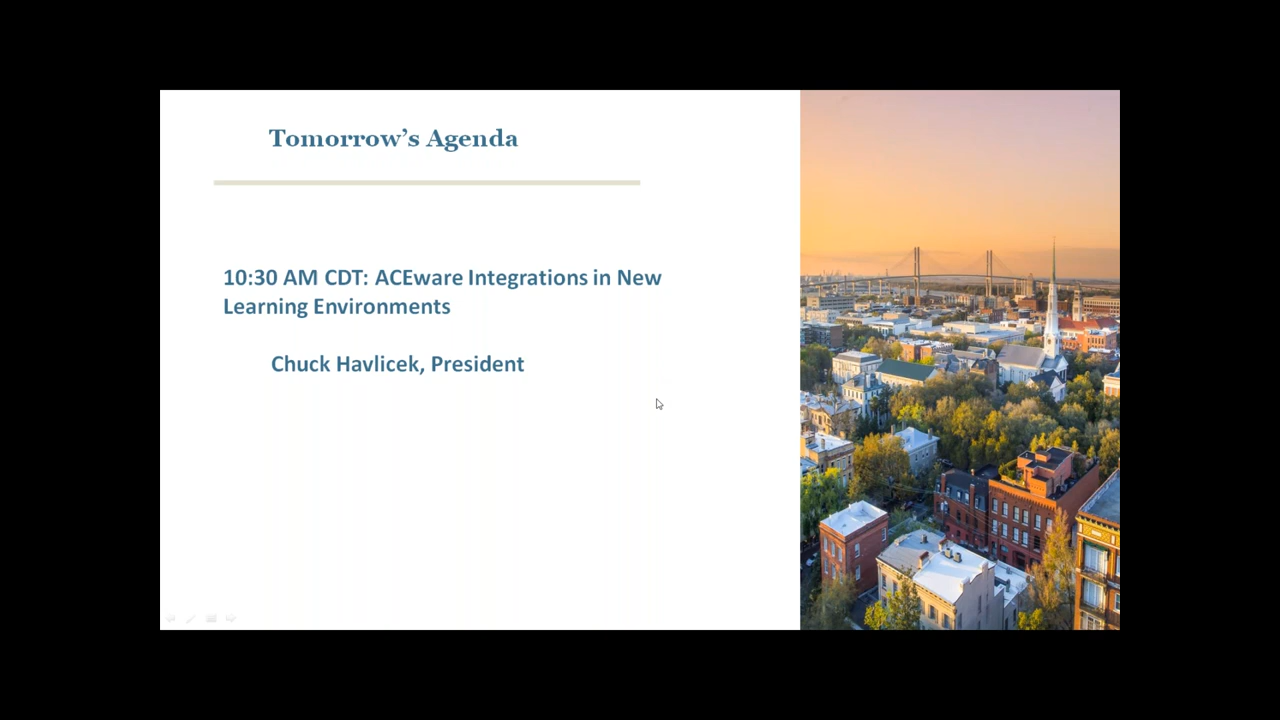 Tomorrow’s Agenda
10:30 AM CDT: ACEware Integrations in New
Learning Environments
Chuck Havlicek, President